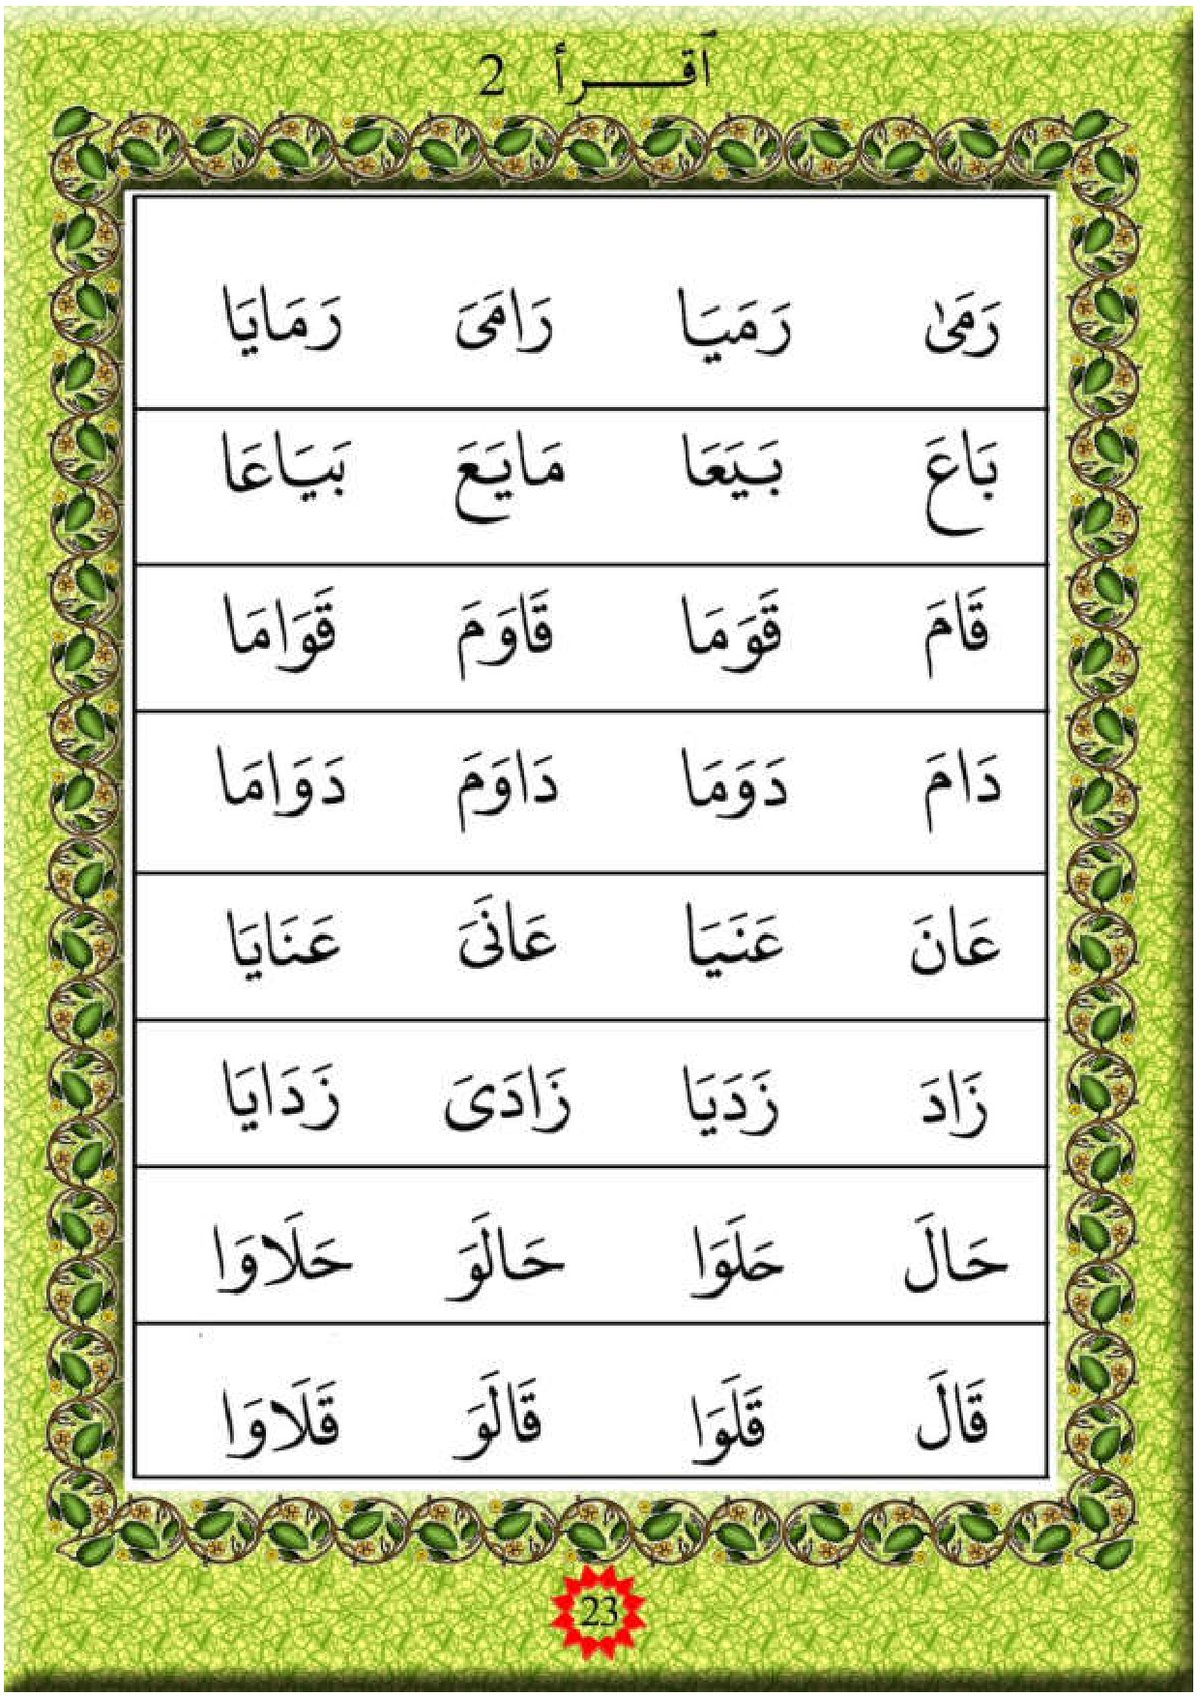 ٱقـــرأ 2
رَمَىٰ رَمَيَا رَامَىَ رَمَايَا
بَاعَ بَيَعَا مَايَعَ بَيَاعَا
قَامَ قَوَمَا قَاوَمَ قَوَامَا
دَامَ دَوَمَا دَاوَمَ دَوَامَا
عَانَ عَنَيَا عَانَىَ عَنَايَا
زَادَ زَدَيَا زَادَىَ زَدَايَا
حَالَ حَلَوَا حَالَوَ حَلَاوَا
قَالَ قَلَوَا قَالَوَ قَلَاوَا
23